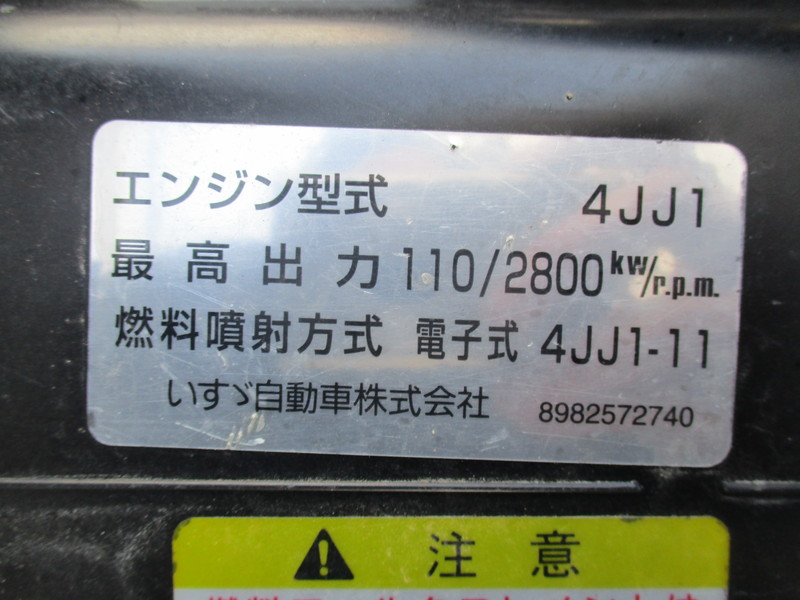 エンジン型式 4JJ1
最高出力 110/2800 kW/r.p.m.
燃料噴射方式 電子式 4JJ1-11
いすゞ自動車株式会社 8982572740
注意